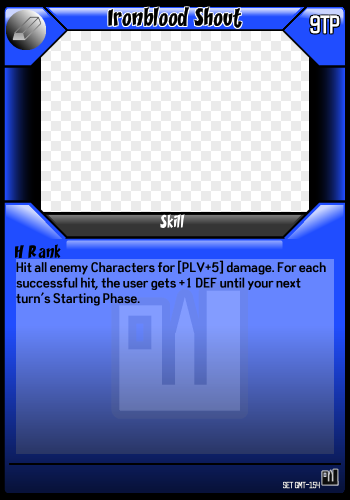 Ironblood Shout
9TP
Skill
H Rank
Hit all enemy Characters for [PLV+5] damage. For each
successful hit, the user gets +1 DEF until your next
turn's Starting Phase.
SET GMT-154